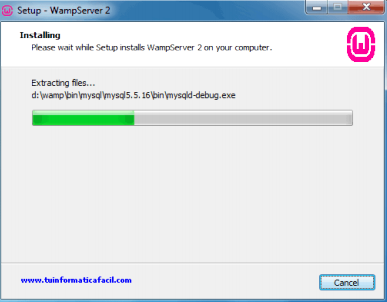 Setup - WampServer 2
Installing
Please wait while Setup installs WampServer 2 on your computer.
Extracting files...
d:\wamp\bin\mysql\mysql5.5.16\bin\mysqld-debug.exe
www.tuinformaticafacil.com
Cancel